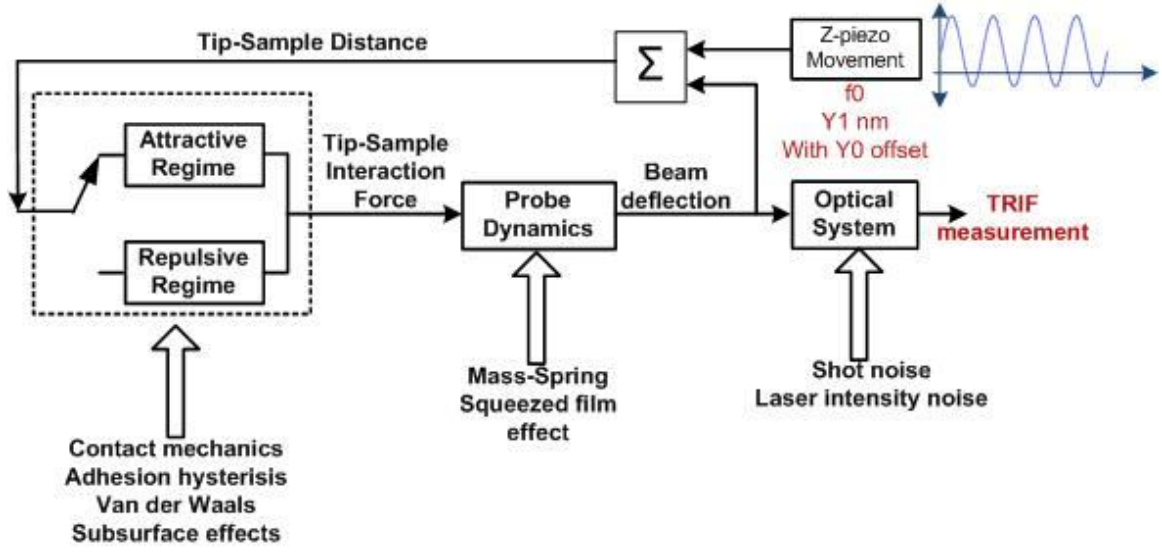 Tip-Sample Distance
Σ
Z-piezo
Movement
f0
Y1 nm
With Y0 offset
Attractive
Regime
Repulsive
Regime
Tip-Sample
Interaction
Force
Probe
Dynamics
Beam
deflection
Optical
System
TRIF
measurement
Contact mechanics
Adhesion hysterisis
Van der Waals
Subsurface effects
Mass-Spring
Squeezed film
effect
Shot noise
Laser intensity noise